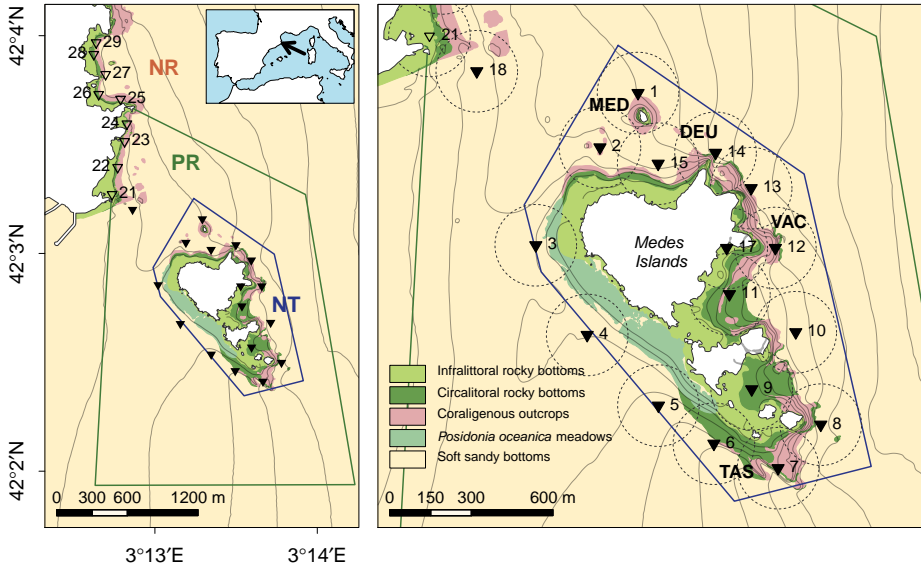 42°4′N
42°3′N
42°2′N
3°13′E
3°14′E
29
28
27
26
25
24
23
22
21
NR
PR
NT
0 300 600 1200 m
21
18
MED
1
2
DEU
14
15
13
VAC
3
17
12
Medes
Islands
11
4
10
5
9
8
6
TAS
7
Infralittoral rocky bottoms
Circalitoral rocky bottoms
Coraligenous outcrops
Posidonia oceanica meadows
Soft sandy bottoms
0 150 300 600 m